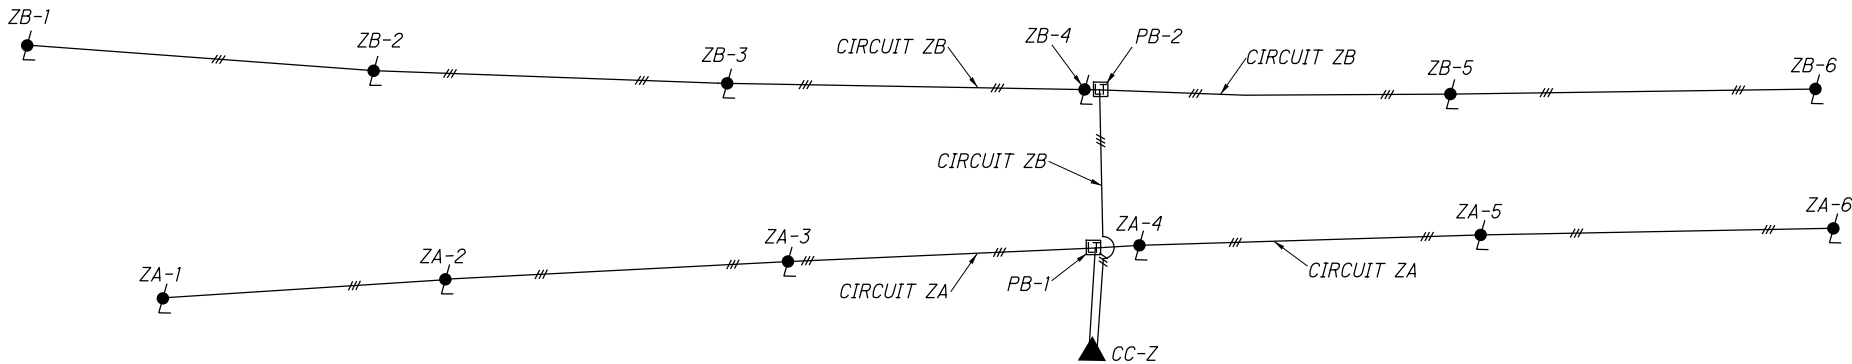 ZB-1
ZB-2
ZB-3
CIRCUIT ZB
ZB-4
PB-2
CIRCUIT ZB
ZB-5
ZB-6
LT
CIRCUIT ZB
ZA-1
ZA-2
ZA-3
CIRCUIT ZA
PB-1
LT
ZA-4
CIRCUIT ZA
ZA-5
ZA-6
CC-Z